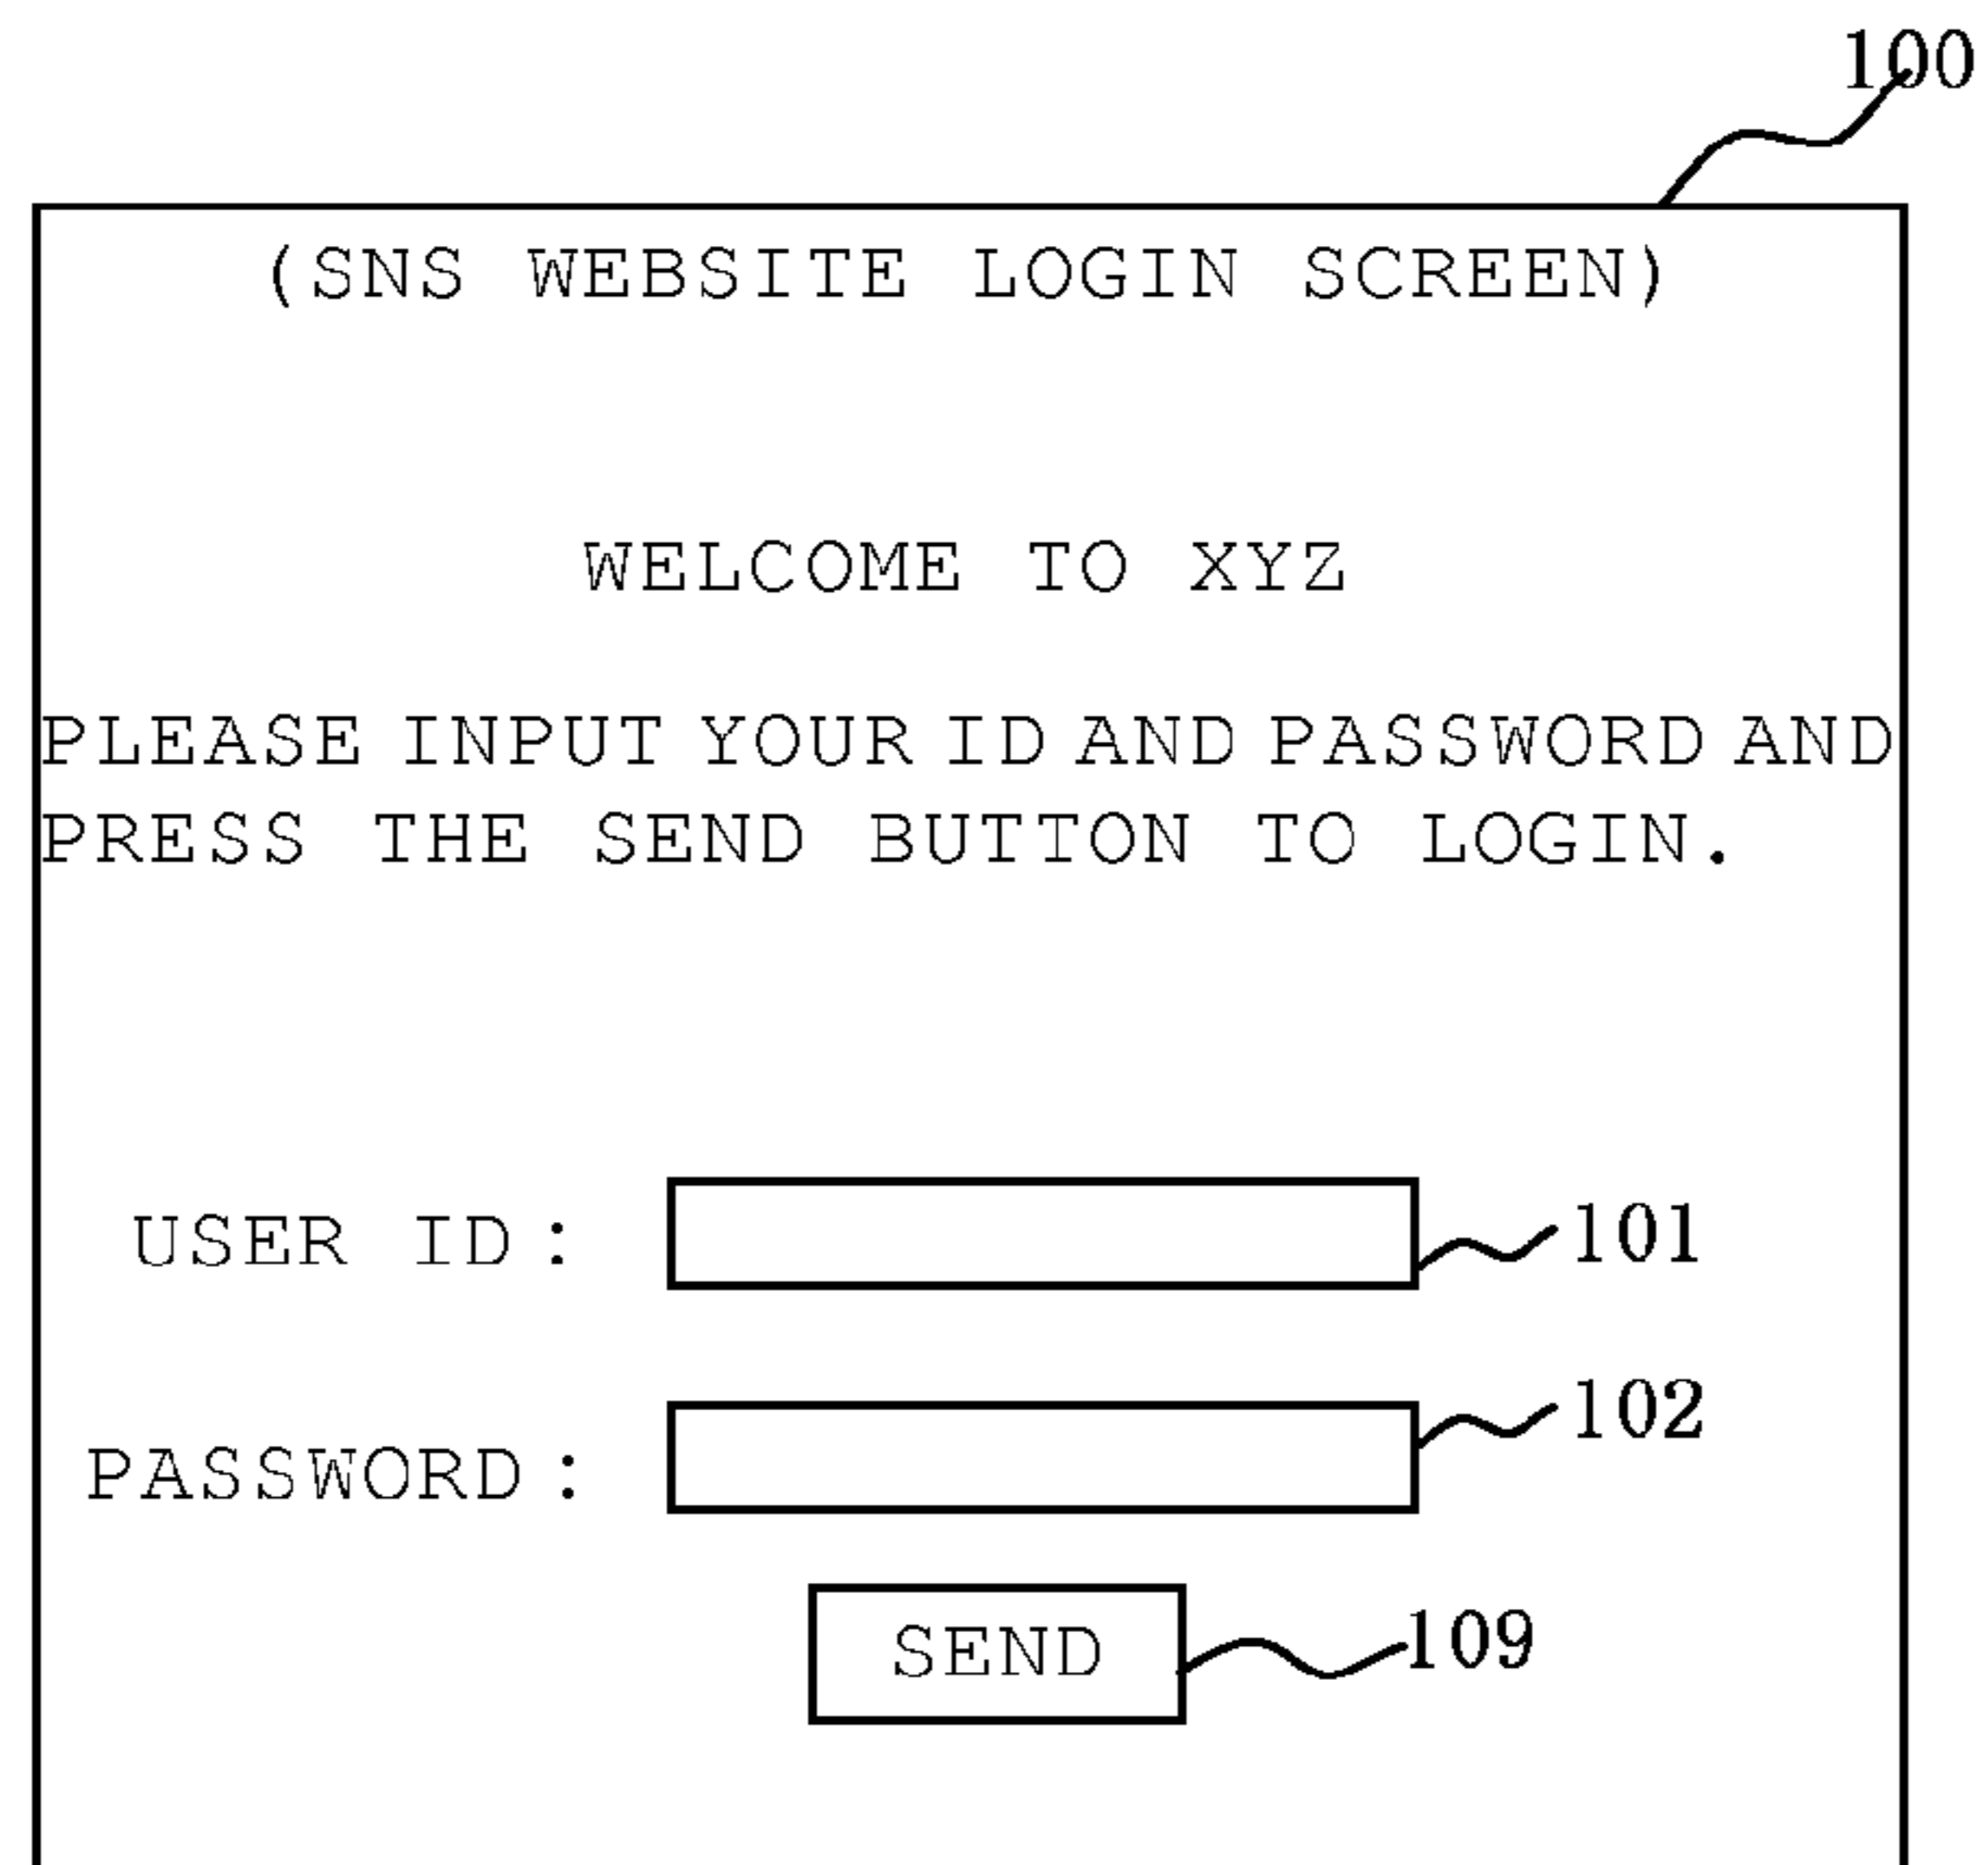 100
(SNS WEBSITE LOGIN SCREEN)
WELCOME TO XYZ
PLEASE INPUT YOUR ID AND PASSWORD AND
PRESS THE SEND BUTTON TO LOGIN.
USER ID: 101
PASSWORD: 102
SEND 109